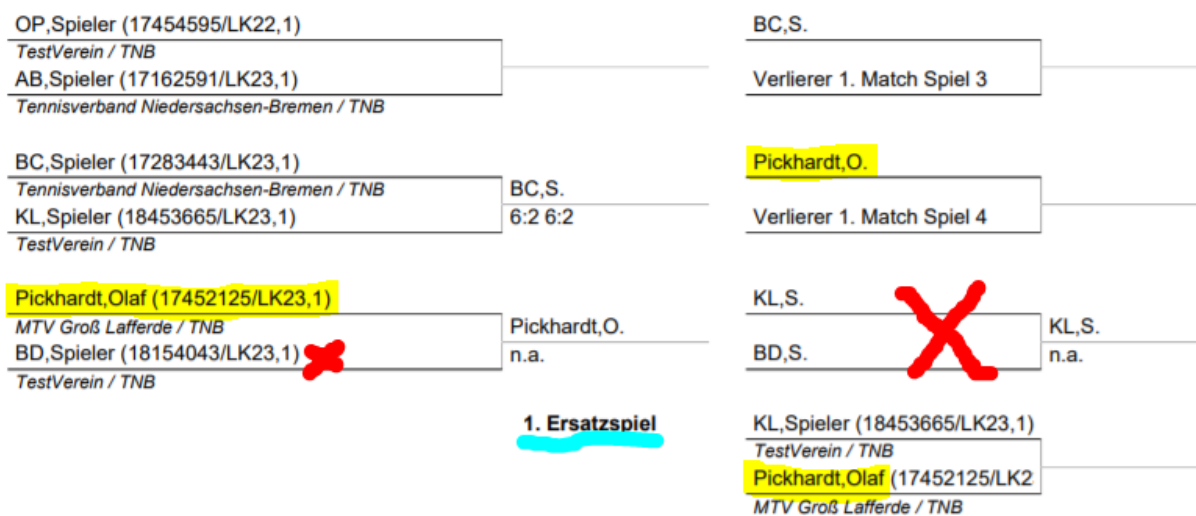 OP,Spieler (17454595/LK22,1)
TestVerein / TNB
AB,Spieler (17162591/LK23,1)
Tennisverband Niedersachsen-Bremen / TNB
BC,Spieler (17283443/LK23,1)
Tennisverband Niedersachsen-Bremen / TNB
BC,S.
KL,Spieler (18453665/LK23,1)
6:2 6:2
TestVerein / TNB
Pickhardt,Olaf (17452125/LK23,1)
MTV Groß Lafferde / TNB
Pickhardt,O.
BD,Spieler (18154043/LK23,1)
n.a.
TestVerein / TNB
BC,S.
Verlierer 1. Match Spiel 3
Pickhardt,O.
Verlierer 1. Match Spiel 4
KL,S.
KL,S.
BD,S.
n.a.
1. Ersatzspiel
KL,Spieler (18453665/LK23,1)
TestVerein / TNB
Pickhardt,Olaf (17452125/LK2
MTV Groß Lafferde / TNB